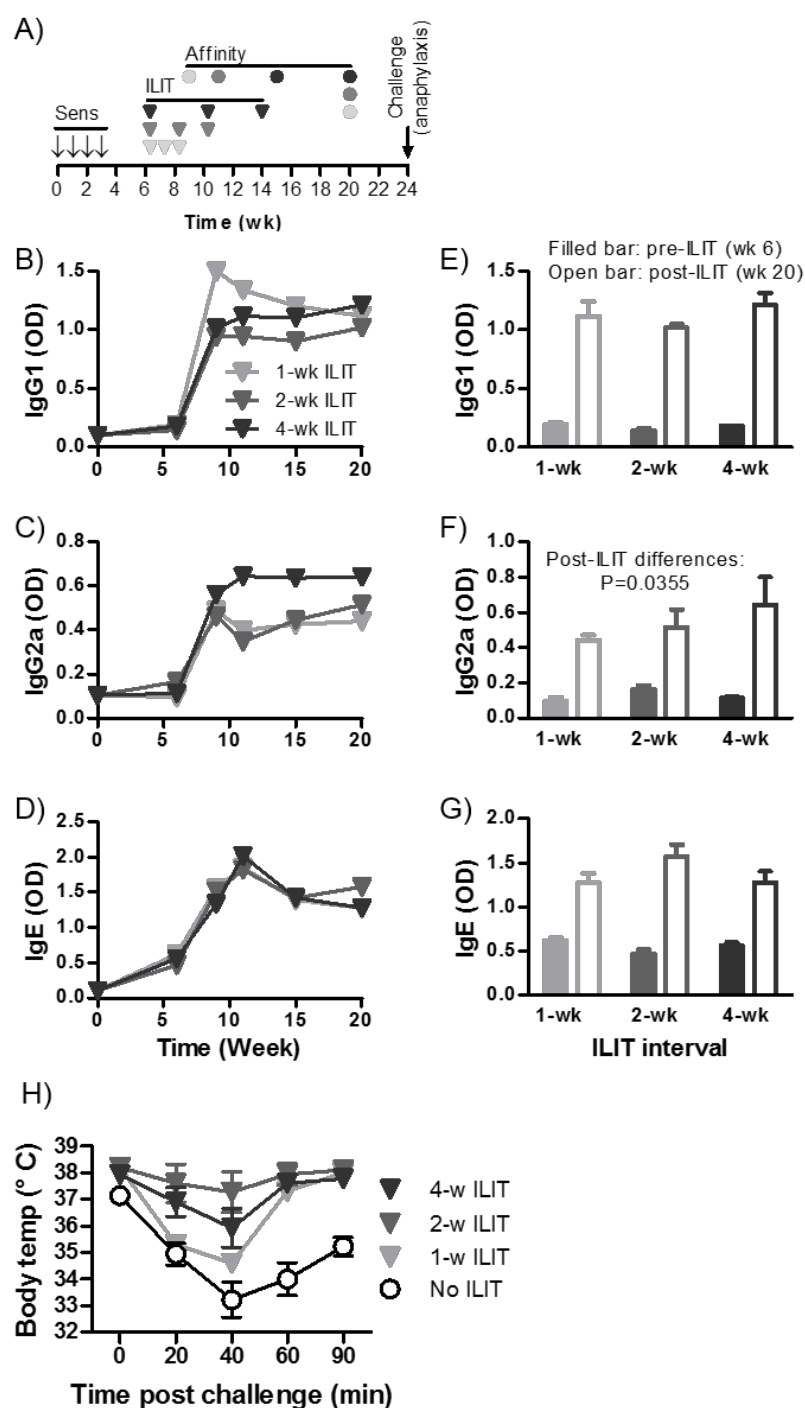 A)
Affinity
ILIT
Sens
Challenge
(anaphylaxis)
0 2 4 6 8 10 12 14 16 18 20 22 24
Time (wk)
B)
1.5
1.0
0.5
0.0
IgG1 (OD)
1-wk ILIT
2-wk ILIT
4-wk ILIT
0 5 10 15 20
E)
Filled bar: pre-ILIT (wk 6)
Open bar: post-ILIT (wk 20)
1.5
1.0
0.5
0.0
IgG1 (OD)
1-wk 2-wk 4-wk
C)
0.8
0.6
0.4
0.2
0.0
IgG2a (OD)
0 5 10 15 20
F)
Post-ILIT differences:
P=0.0355
1.0
0.8
0.6
0.4
0.2
0.0
IgG2a (OD)
1-wk 2-wk 4-wk
D)
2.5
2.0
1.5
1.0
0.5
0.0
IgE (OD)
0 5 10 15 20
Time (Week)
G)
2.0
1.5
1.0
0.5
0.0
IgE (OD)
1-wk 2-wk 4-wk
ILIT interval
H)
39
38
37
36
35
34
33
32
Body temp (° C)
4-w ILIT
2-w ILIT
1-w ILIT
No ILIT
0 20 40 60 90
Time post challenge (min)